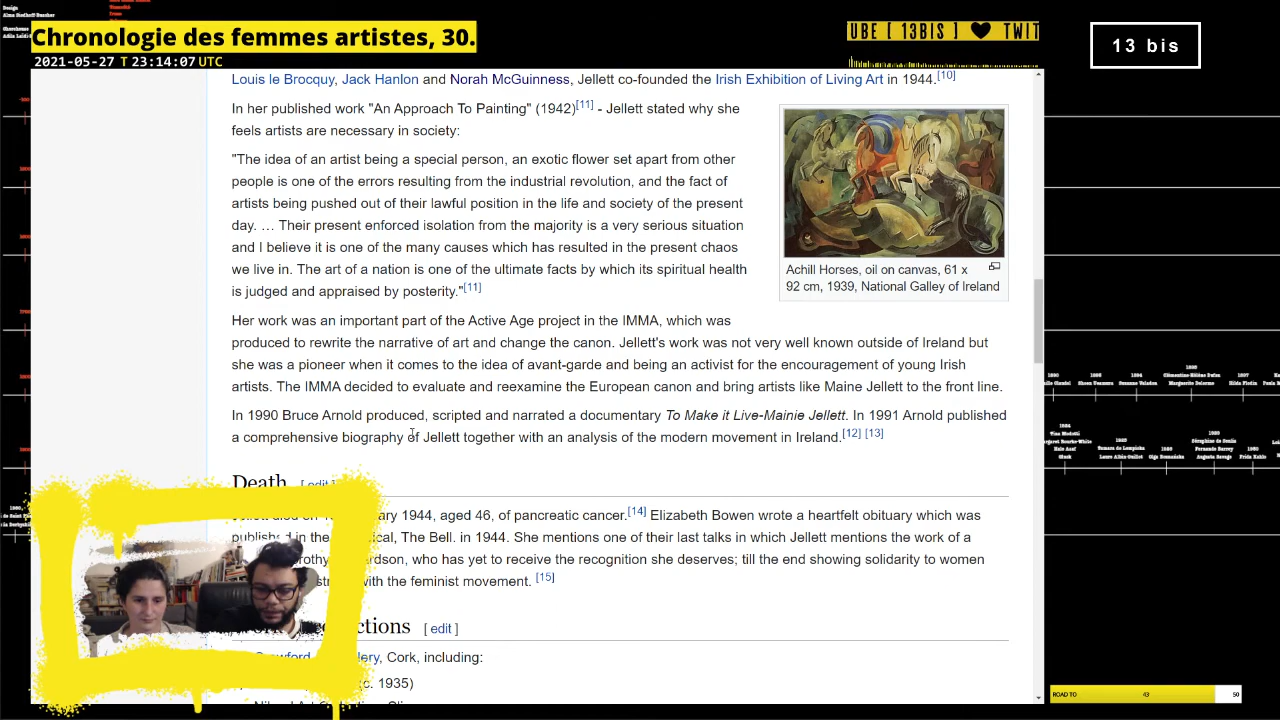 Design
Chronologie des femmes artistes, 30.
UBE [ 13BIS ] ♥ TWIT
13 bis
2021-05-27 T 23:14:07 UTC
Louis le Brocquy, Jack Hanlon and Norah McGuinness, Jellett co-founded the Irish Exhibition of Living Art in 1944.[10]
In her published work "An Approach To Painting" (1942)[11] - Jellett stated why she
feels artists are necessary in society:
"The idea of an artist being a special person, an exotic flower set apart from other
people is one of the errors resulting from the industrial revolution, and the fact of
artists being pushed out of their lawful position in the life and society of the present
day. … Their present enforced isolation from the majority is a very serious situation
and I believe it is one of the many causes which has resulted in the present chaos
we live in. The art of a nation is one of the ultimate facts by which its spiritual health
is judged and appraised by posterity."[11]
Achill Horses, oil on canvas, 61 x
92 cm, 1939, National Galley of Ireland
Her work was an important part of the Active Age project in the IMMA, which was
produced to rewrite the narrative of art and change the canon. Jellett's work was not very well known outside of Ireland but
she was a pioneer when it comes to the idea of avant-garde and being an activist for the encouragement of young Irish
artists. The IMMA decided to evaluate and reexamine the European canon and bring artists like Maine Jellett to the front line.
In 1990 Bruce Arnold produced, scripted and narrated a documentary To Make it Live-Mainie Jellett. In 1991 Arnold published
a comprehensive biography of Jellett together with an analysis of the modern movement in Ireland.[12] [13]
Death [ edit ]
Jellett died on ary 1944, aged 46, of pancreatic cancer.[14] Elizabeth Bowen wrote a heartfelt obituary which was
published in the ical, The Bell. in 1944. She mentions one of their last talks in which Jellett mentions the work of a
orothy rdson, who has yet to receive the recognition she deserves; till the end showing solidarity to women
with the feminist movement. [15]
ctions [ edit ]
Crawford ery, Cork, including:
c. 1935)
ROAD TO 43 50